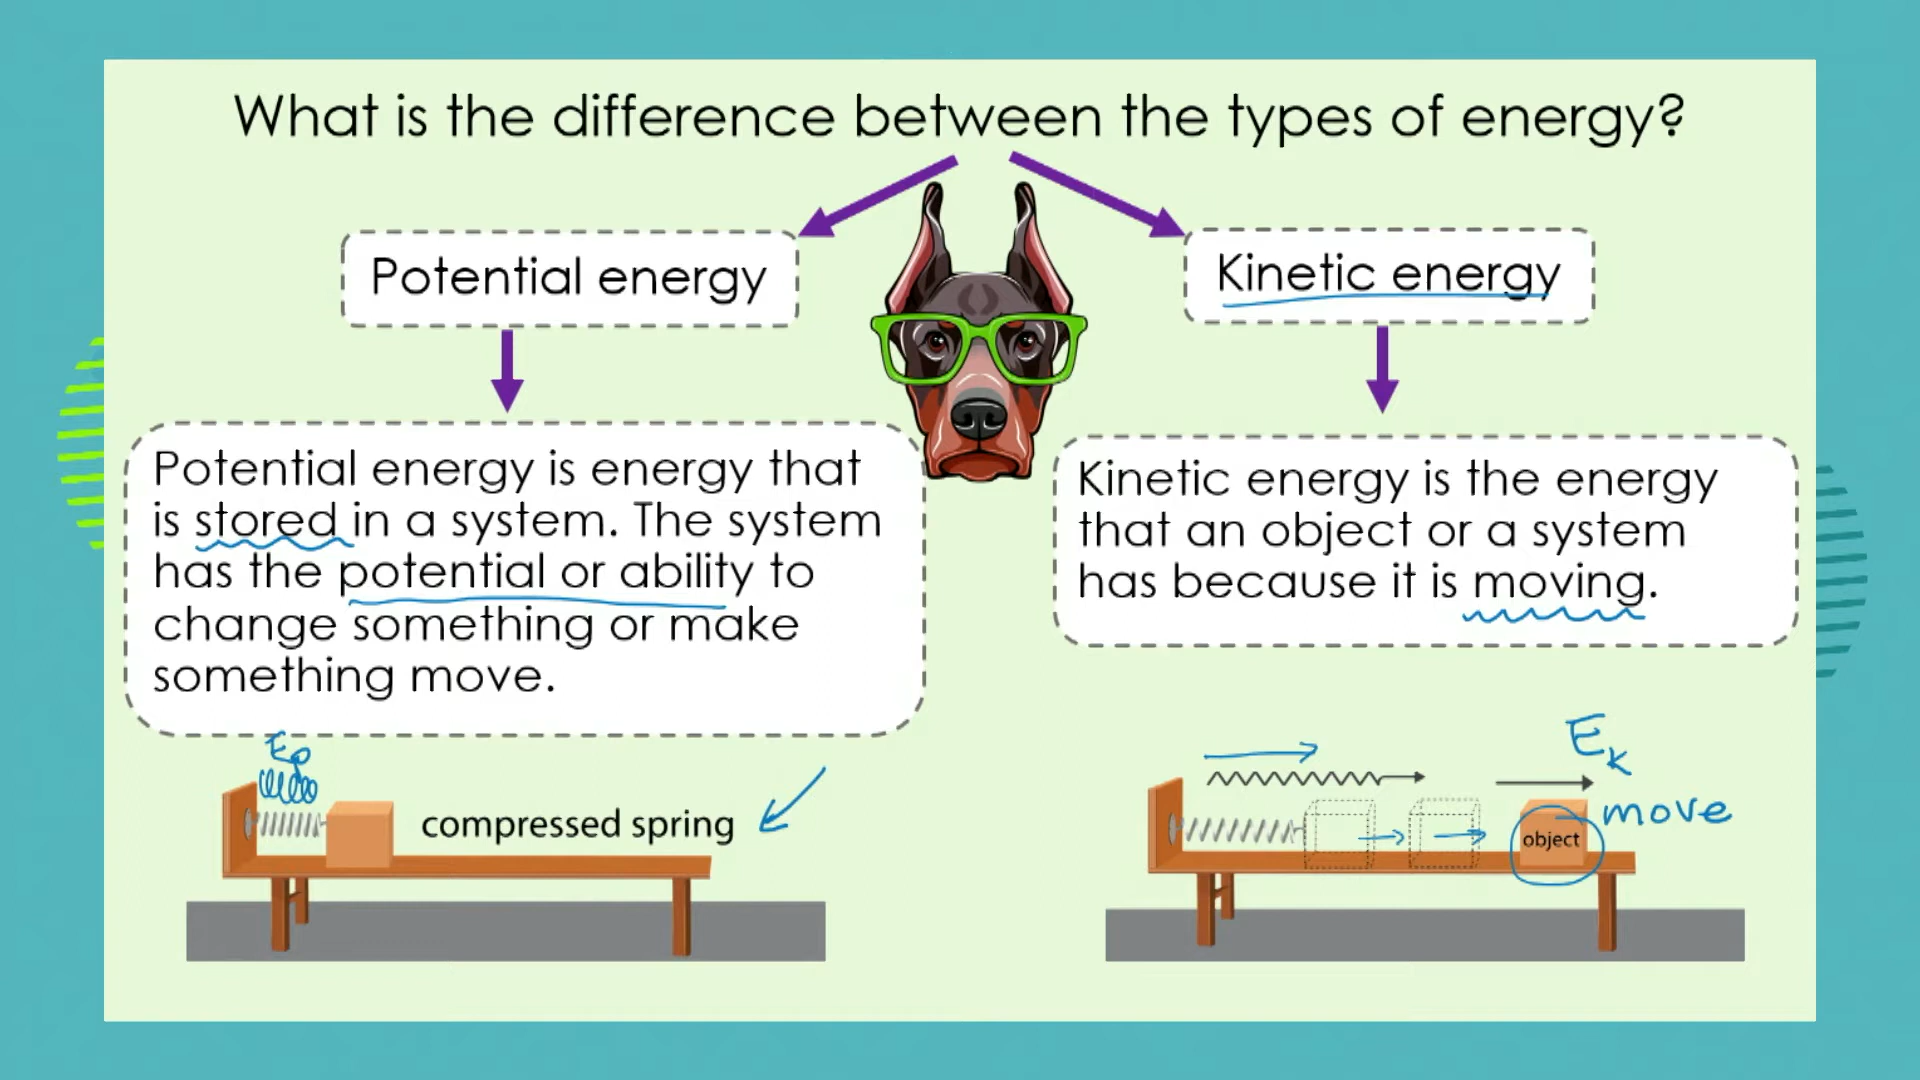 What is the difference between the types of energy?
Potential energy
Kinetic energy
Potential energy is energy that
is stored in a system. The system
has the potential or ability to
change something or make
something move.
Kinetic energy is the energy
that an object or a system
has because it is moving.
Ep
compressed spring
Ek
move
object